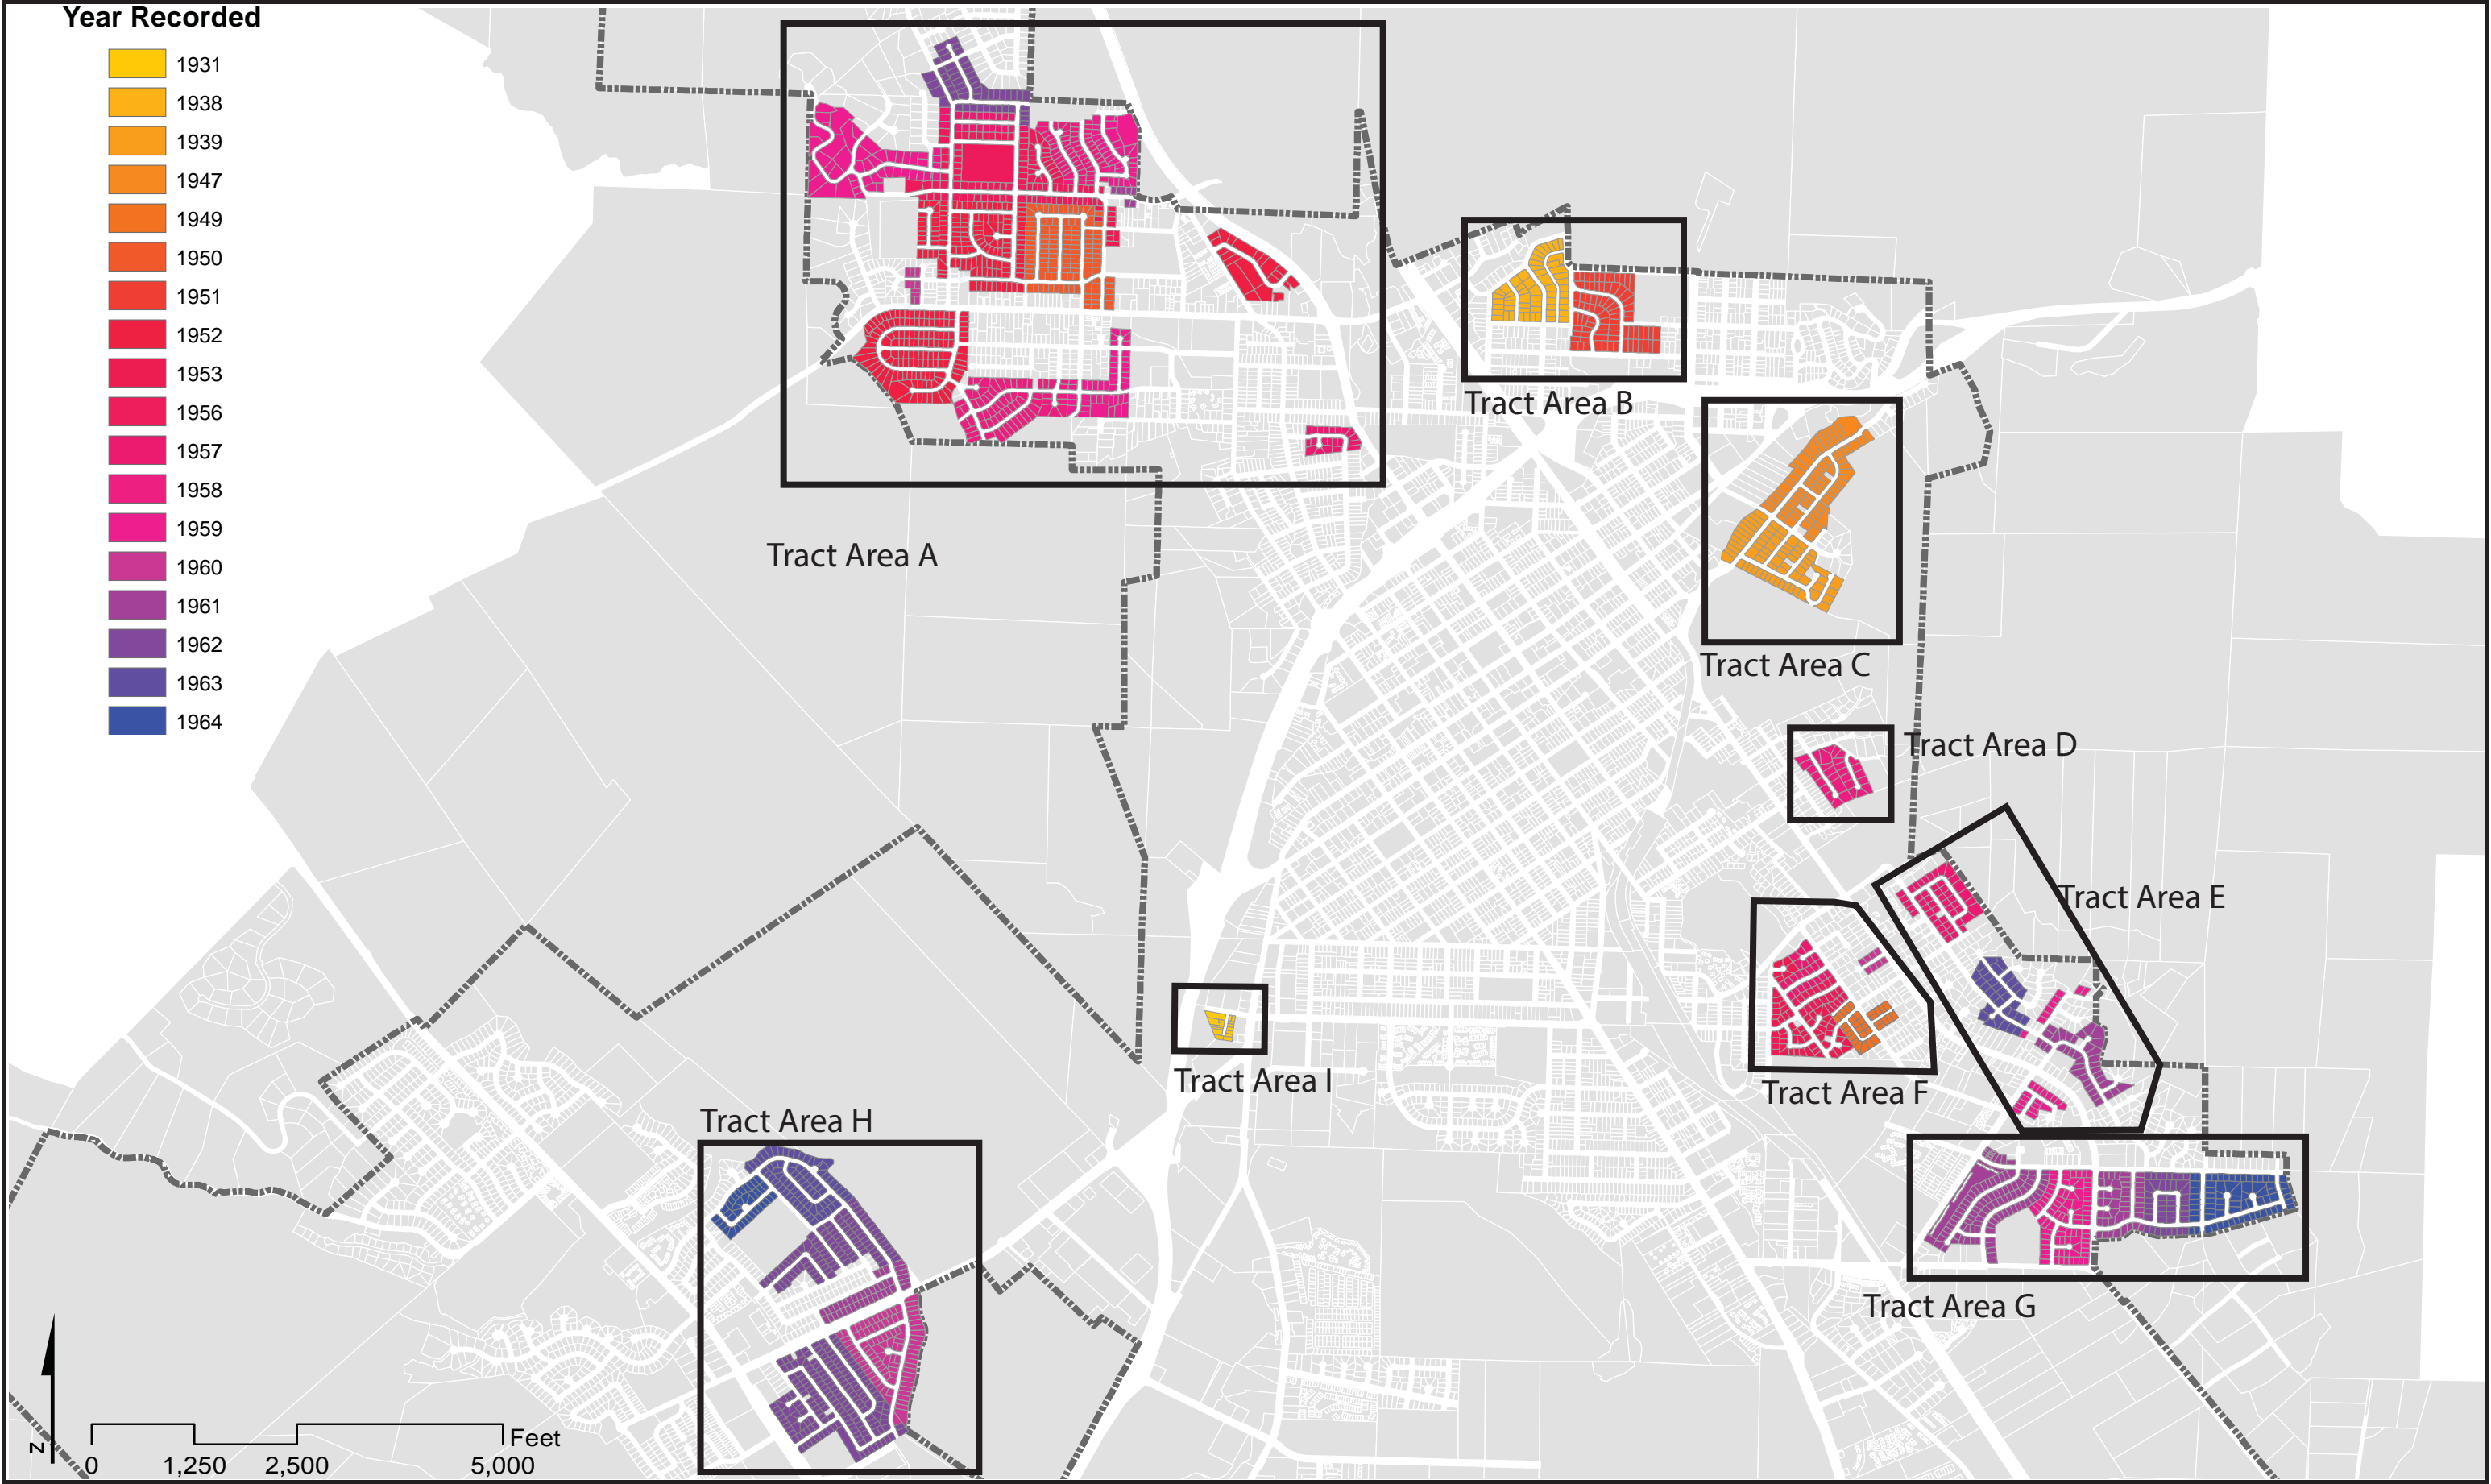 Year Recorded
1931
1938
1939
1947
1949
1950
1951
1952
1953
1956
1957
1958
1959
1960
1961
1962
1963
1964
Tract Area A
Tract Area B
Tract Area C
Tract Area D
Tract Area E
Tract Area F
Tract Area G
Tract Area H
Tract Area I
N
Feet
0 1,250 2,500 5,000